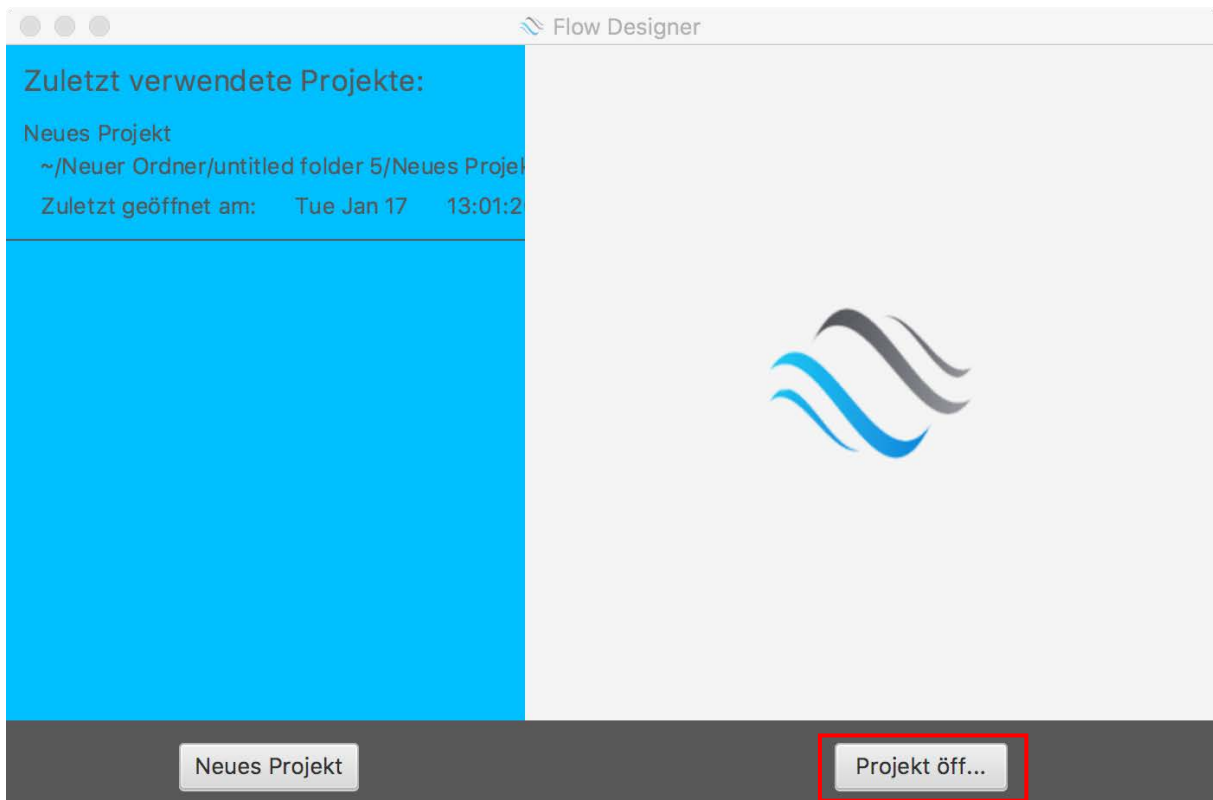 Flow Designer
Zuletzt verwendete Projekte:
Neues Projekt
~/Neuer Ordner/untitled folder 5/Neues Projek
Zuletzt geöffnet am: Tue Jan 17 13:01:2
Neues Projekt
Projekt öff...